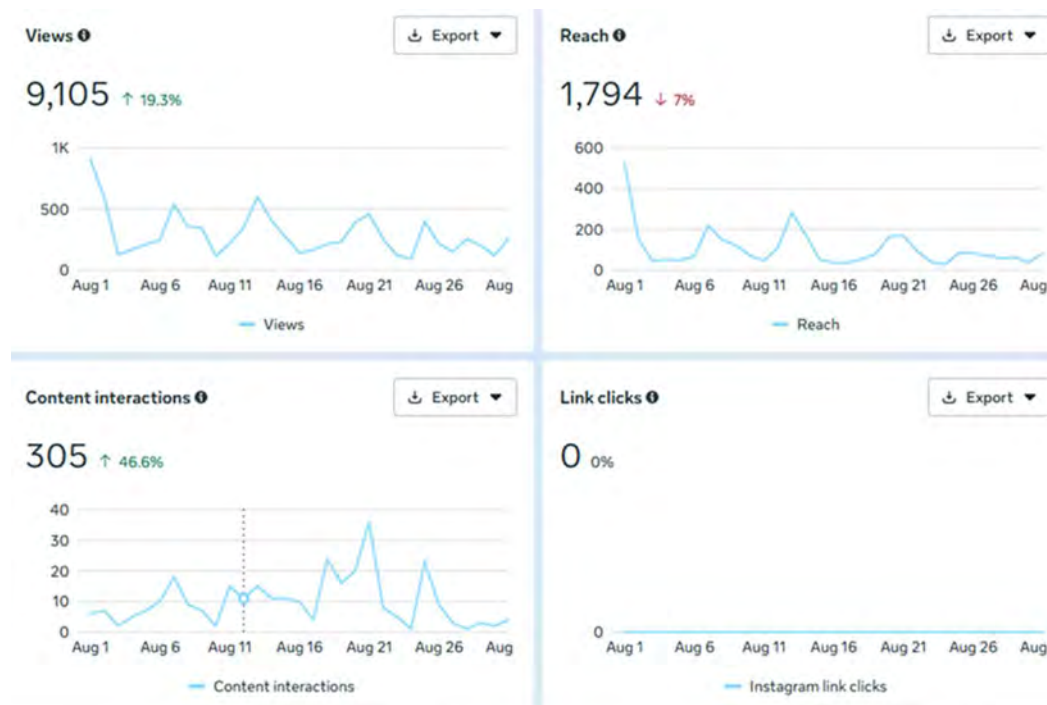 Views
Export
9,105 ↑ 19.3%
1K
500
0
Aug 1 Aug 6 Aug 11 Aug 16 Aug 21 Aug 26 Aug
Views
Reach
Export
1,794 ↓ 7%
600
400
200
0
Aug 1 Aug 6 Aug 11 Aug 16 Aug 21 Aug 26 Aug
Reach
Content interactions
Export
305 ↑ 46.6%
40
30
20
10
0
Aug 1 Aug 6 Aug 11 Aug 16 Aug 21 Aug 26 Aug
Content interactions
Link clicks
Export
0 0%
0
Aug 1 Aug 6 Aug 11 Aug 16 Aug 21 Aug 26 Aug
Instagram link clicks